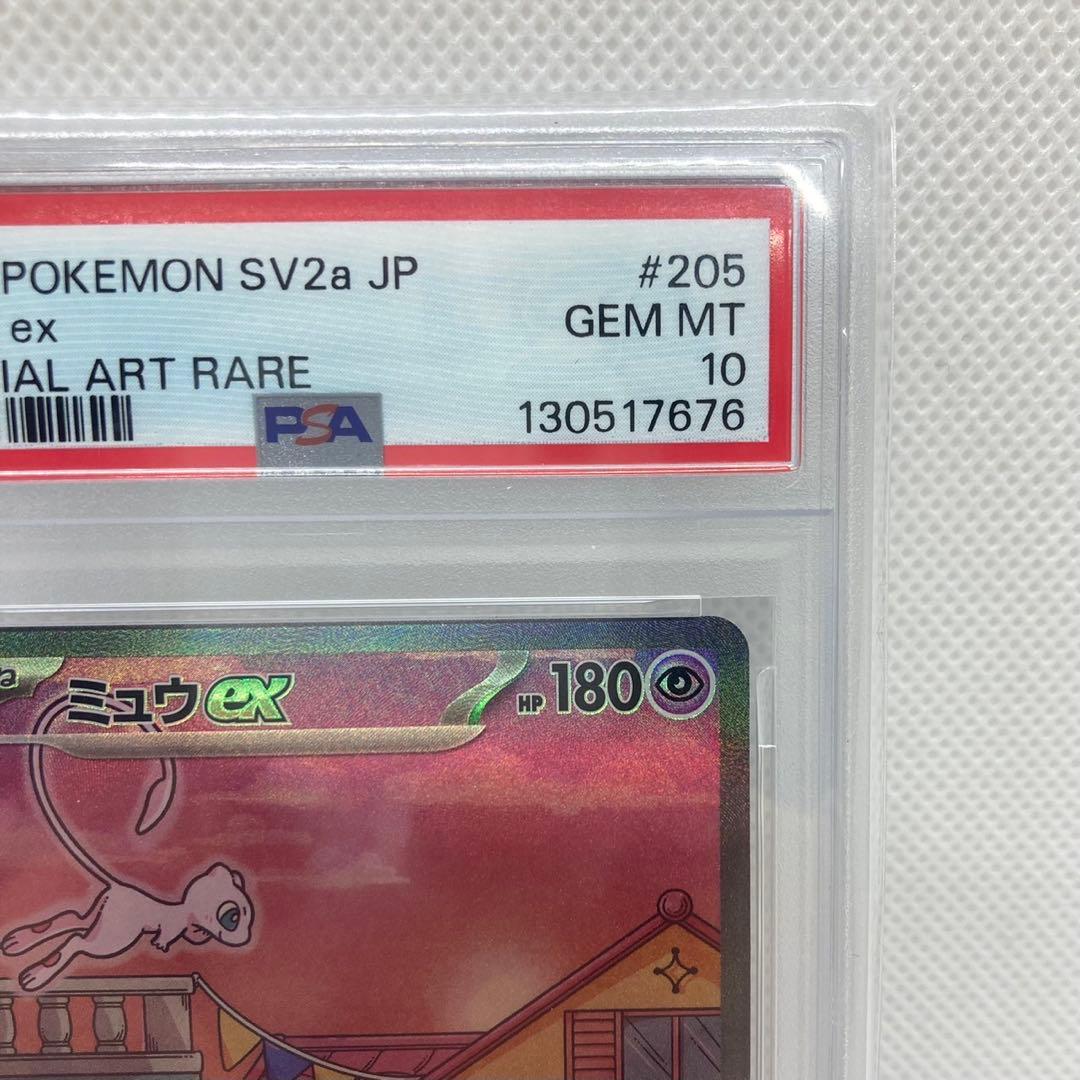 POKEMON SV2a JP
#205
ex
GEM MT
IAL ART RARE
10
PSA
130517676
ミュウex
HP 180